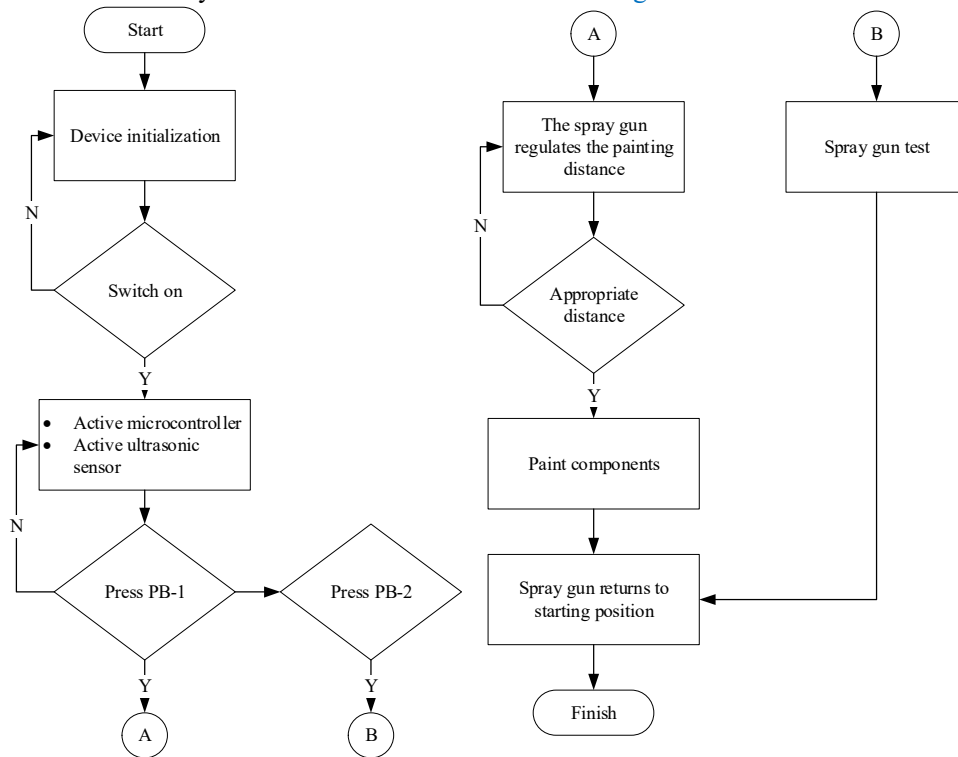 Start
Device initialization
N
Switch on
Y
• Active microcontroller
• Active ultrasonic
sensor
N
Press PB-1
Press PB-2
Y
Y
A
B
A
The spray gun
regulates the painting
distance
N
Appropriate
distance
Y
Paint components
Spray gun returns to
starting position
Finish
B
Spray gun test